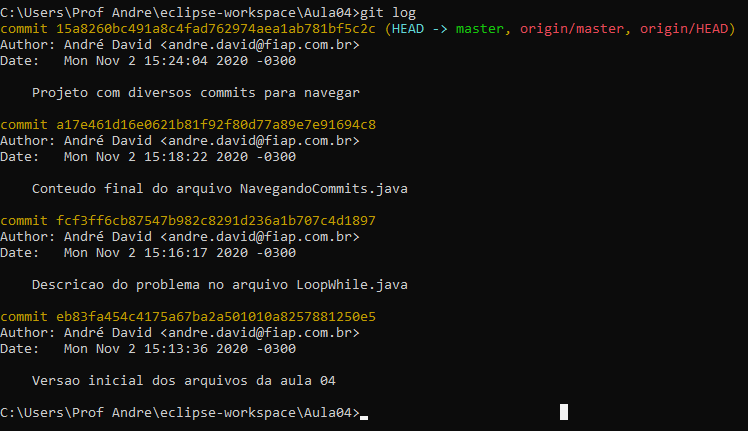 C:\Users\Prof Andre\eclipse-workspace\Aula04>git log
commit 15a8260bc491a8c4fad762974aea1ab781bf5c2c (HEAD -> master, origin/master, origin/HEAD)
Author: André David <andre.david@fiap.com.br>
Date:   Mon Nov 2 15:24:04 2020 -0300
    Projeto com diversos commits para navegar
commit a17e461d16e0621b81f92f80d77a89e7e91694c8
Author: André David <andre.david@fiap.com.br>
Date:   Mon Nov 2 15:18:22 2020 -0300
    Conteudo final do arquivo NavegandoCommits.java
commit fcf3ff6cb87547b982c8291d236a1b707c4d1897
Author: André David <andre.david@fiap.com.br>
Date:   Mon Nov 2 15:16:17 2020 -0300
    Descricao do problema no arquivo LoopWhile.java
commit eb83fa454c4175a67ba2a501010a8257881250e5
Author: André David <andre.david@fiap.com.br>
Date:   Mon Nov 2 15:13:36 2020 -0300
    Versao inicial dos arquivos da aula 04
C:\Users\Prof Andre\eclipse-workspace\Aula04>